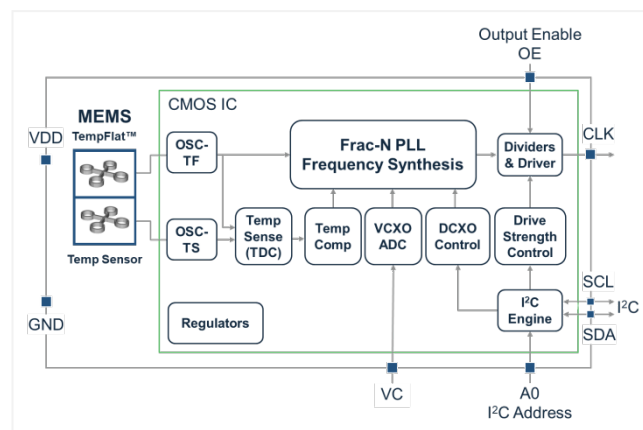 Output Enable
OE
CMOS IC
MEMS
TempFlat™
VDD
CLK
OSC-
TF
Frac-N PLL
Frequency Synthesis
Dividers
& Driver
OSC-
TS
Temp
Sense
(TDC)
Temp
Comp
VCXO
ADC
DCXO
Control
Drive
Strength
Control
Temp Sensor
SCL
I²C
SDA
I²C
Engine
GND
Regulators
VC
A0
I²C Address